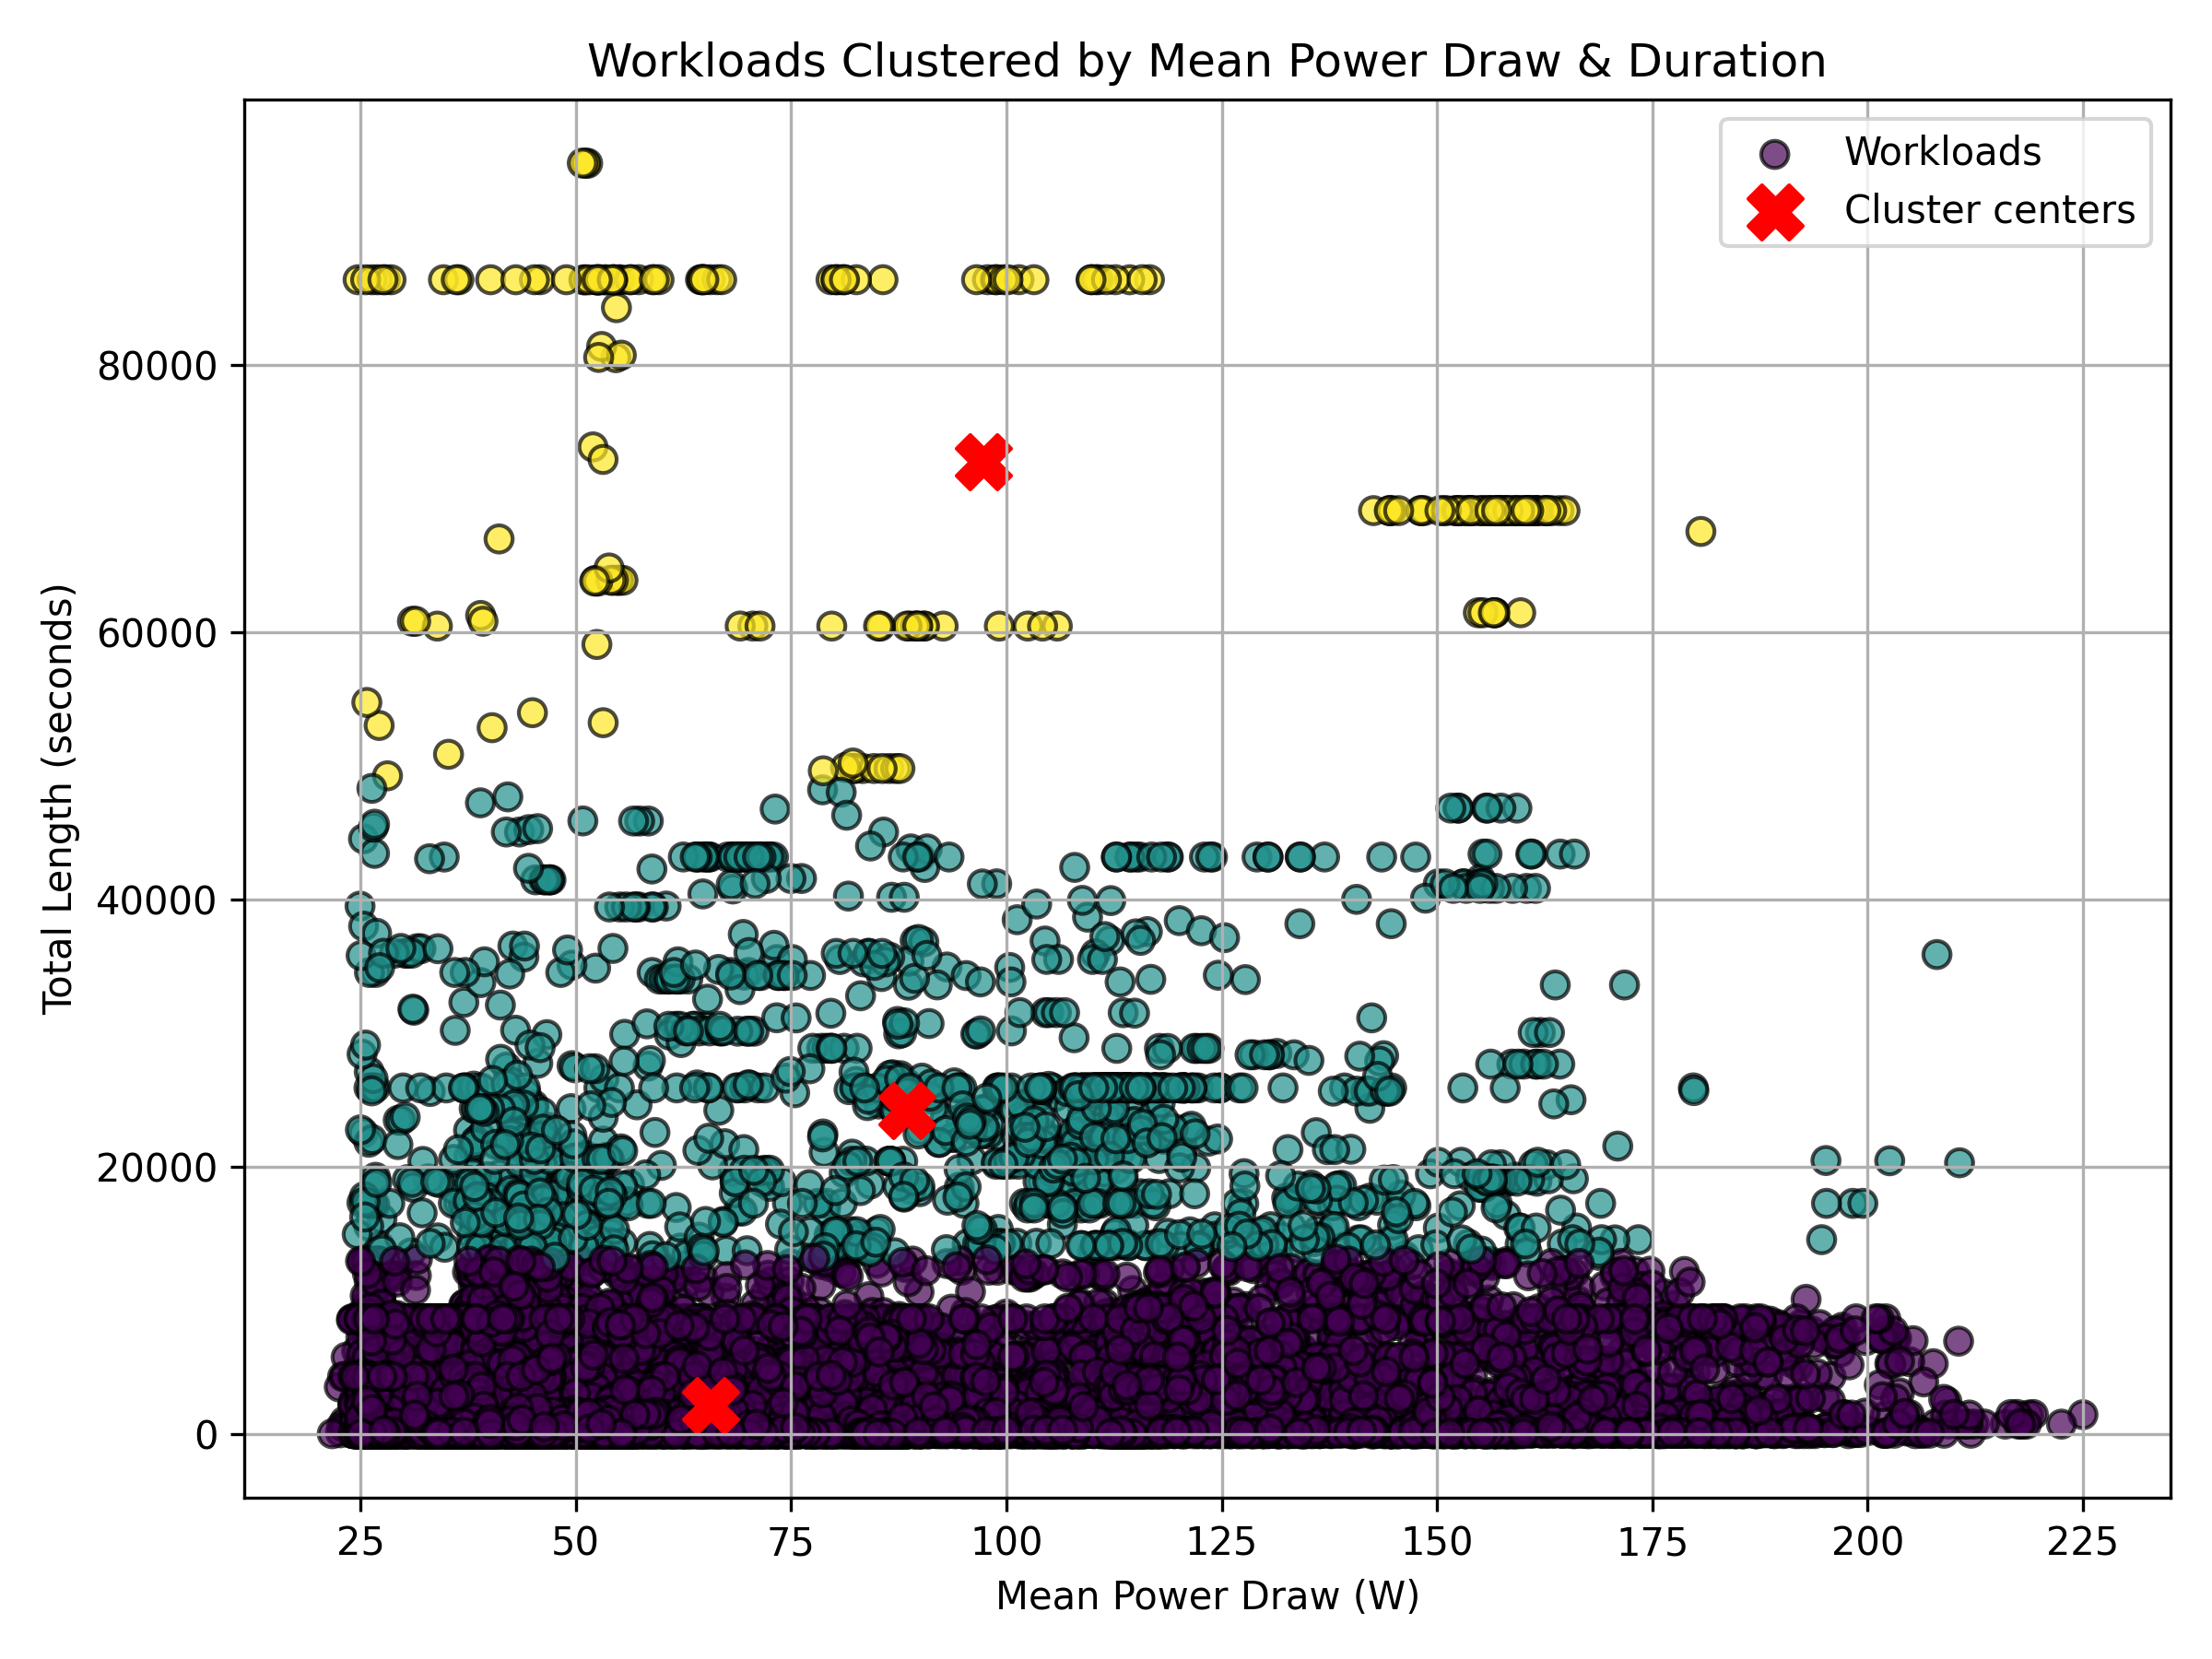 Workloads Clustered by Mean Power Draw & Duration
Workloads
Cluster centers
Total Length (seconds)
80000
60000
40000
20000
0
25 50 75 100 125 150 175 200 225
Mean Power Draw (W)